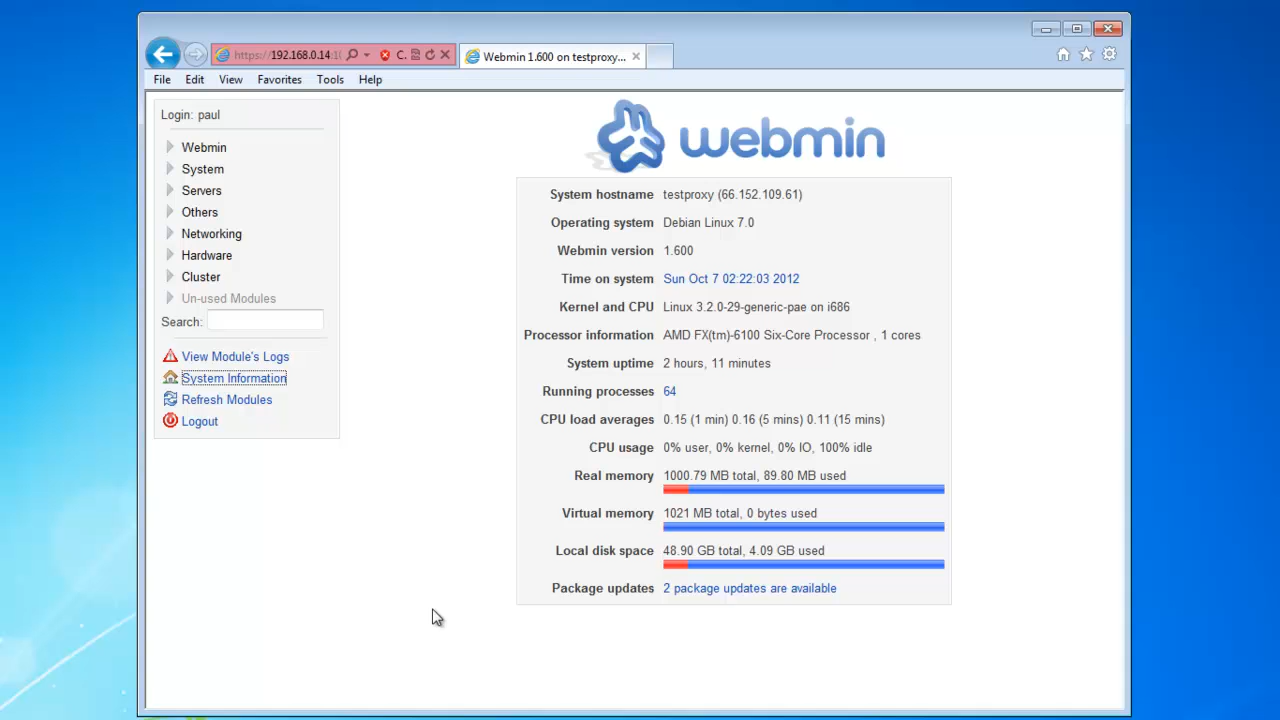 https://192.168.0.14:1
C.
Webmin 1.600 on testproxy...
File Edit View Favorites Tools Help
Login: paul
Webmin
System
Servers
Others
Networking
Hardware
Cluster
Un-used Modules
Search:
View Module's Logs
System Information
Refresh Modules
Logout
webmin
System hostname testproxy (66.152.109.61)
Operating system Debian Linux 7.0
Webmin version 1.600
Time on system Sun Oct 7 02:22:03 2012
Kernel and CPU Linux 3.2.0-29-generic-pae on i686
Processor information AMD FX(tm)-6100 Six-Core Processor , 1 cores
System uptime 2 hours, 11 minutes
Running processes 64
CPU load averages 0.15 (1 min) 0.16 (5 mins) 0.11 (15 mins)
CPU usage 0% user, 0% kernel, 0% IO, 100% idle
Real memory 1000.79 MB total, 89.80 MB used
Virtual memory 1021 MB total, 0 bytes used
Local disk space 48.90 GB total, 4.09 GB used
Package updates 2 package updates are available